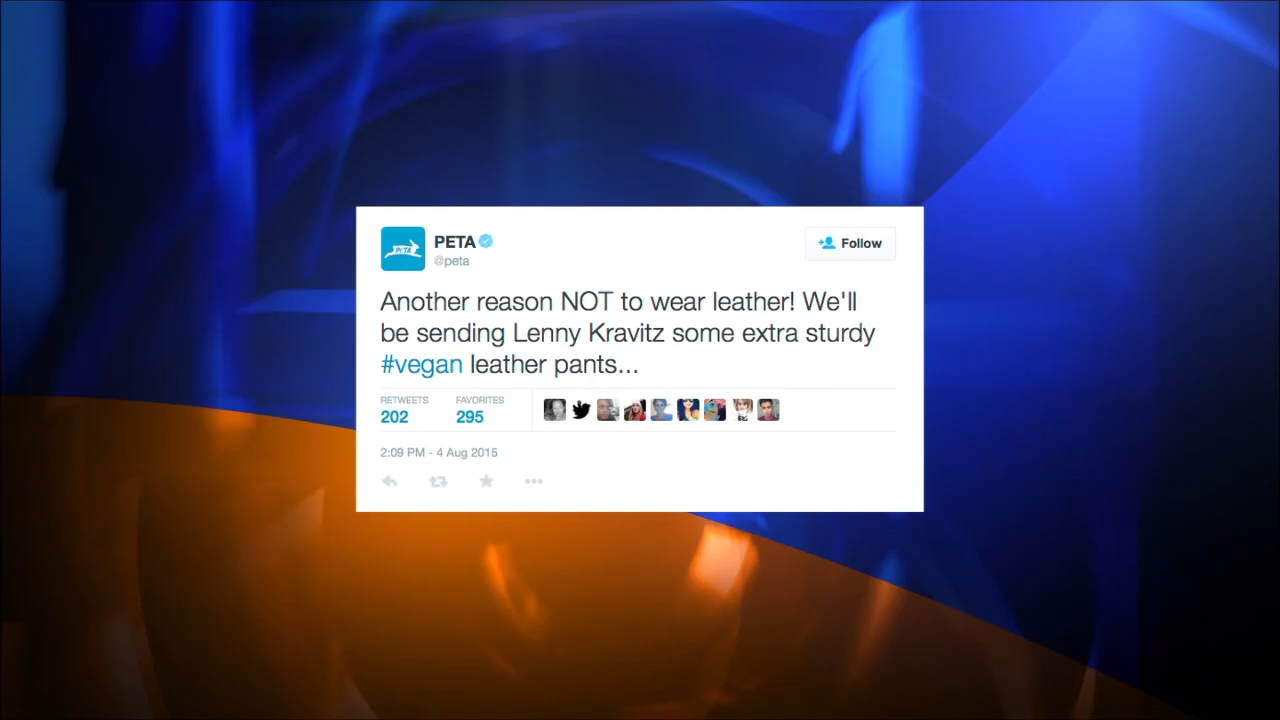 PETA
PETA
@peta
Follow
Another reason NOT to wear leather! We'll
be sending Lenny Kravitz some extra sturdy
#vegan leather pants...
RETWEETS FAVORITES
202 295
2:09 PM - 4 Aug 2015